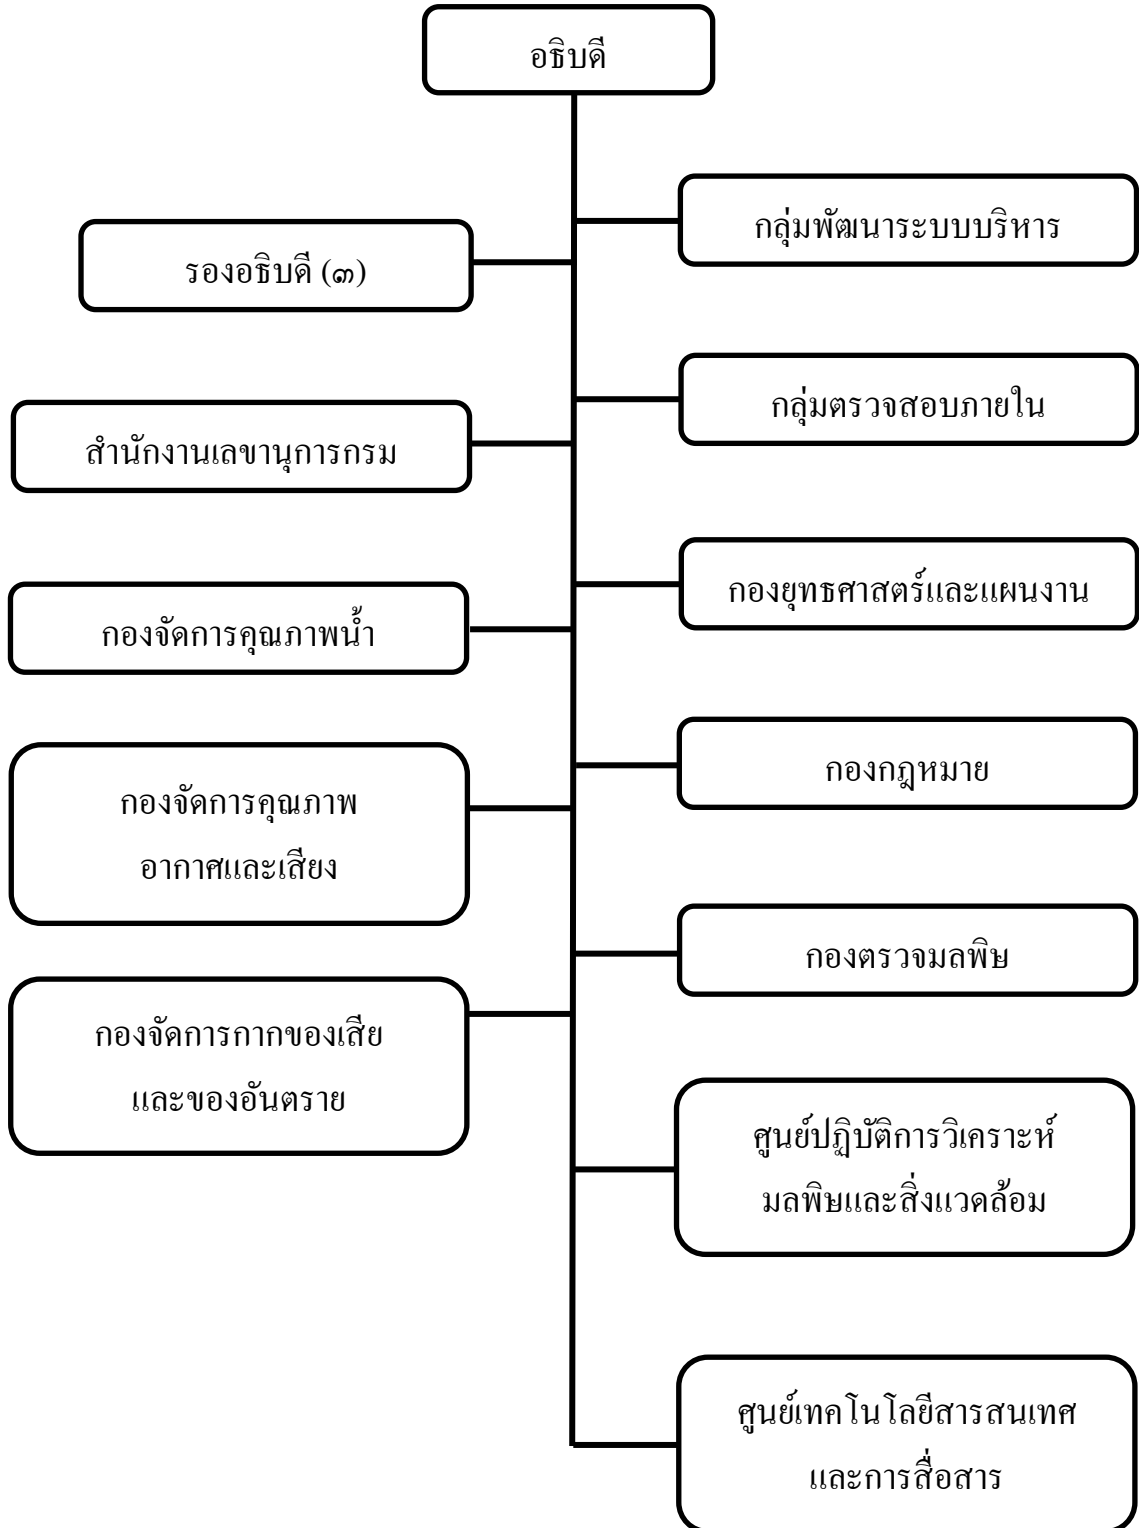 อธิบดี
กลุ่มพัฒนาระบบบริหาร
รองอธิบดี (๓)
กลุ่มตรวจสอบภายใน
สำนักงานเลขานุการกรม
กองยุทธศาสตร์และแผนงาน
กองจัดการคุณภาพน้ำ
กองกฎหมาย
กองจัดการคุณภาพ
อากาศและเสียง
กองตรวจมลพิษ
กองจัดการกากของเสีย
และของอันตราย
ศูนย์ปฏิบัติการวิเคราะห์
มลพิษและสิ่งแวดล้อม
ศูนย์เทคโนโลยีสารสนเทศ
และการสื่อสาร